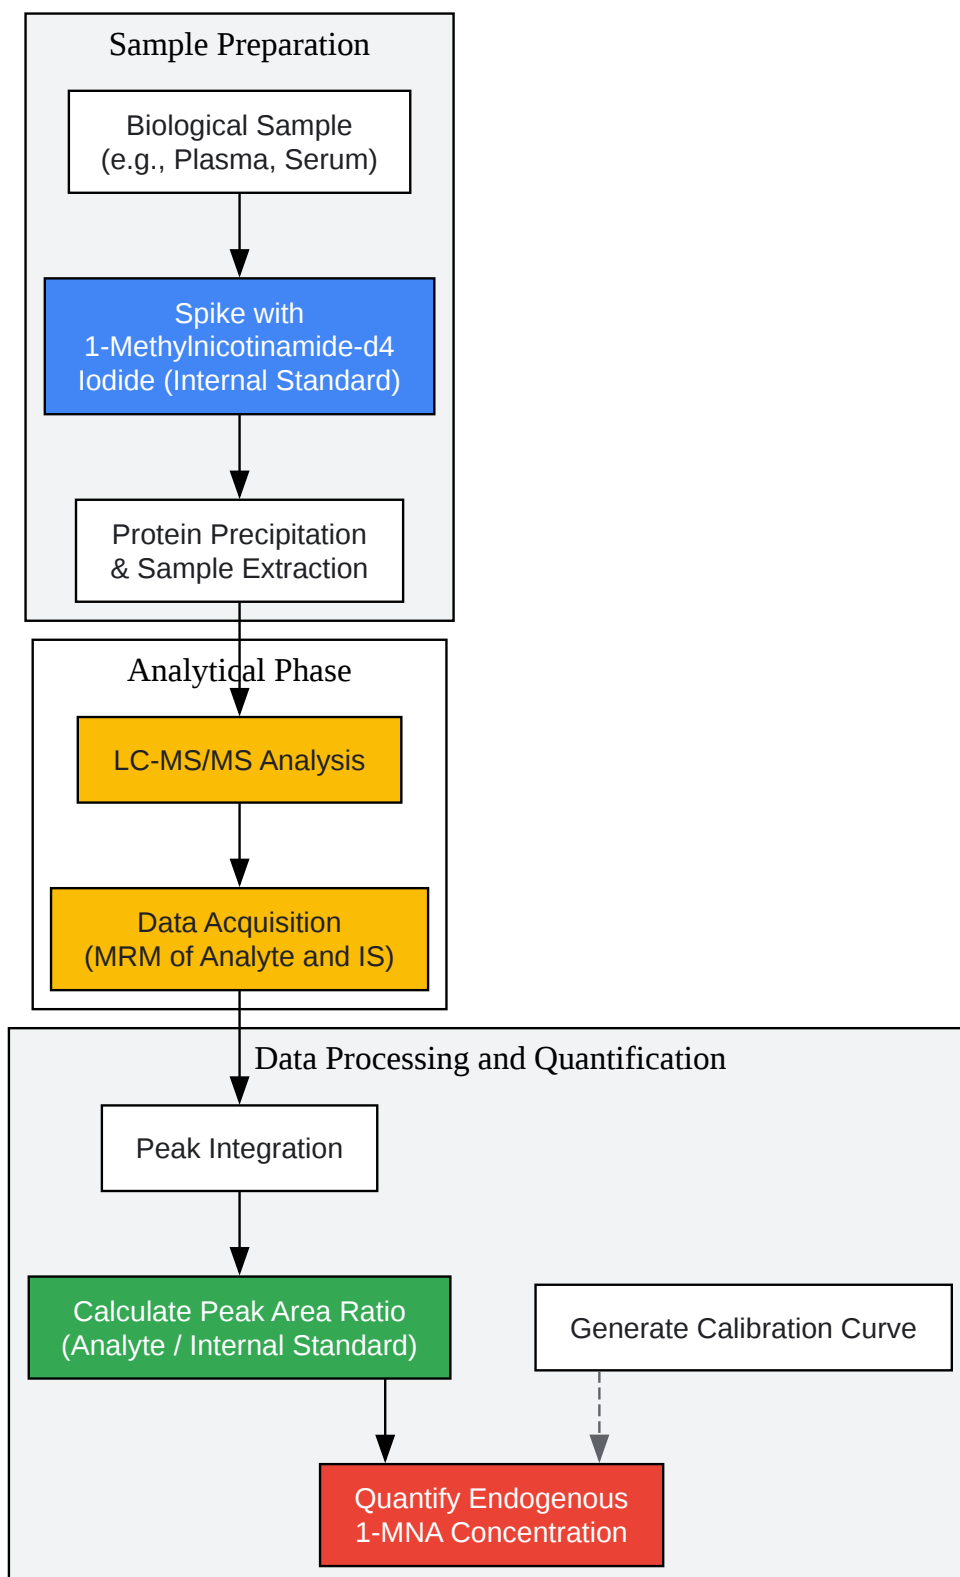 Sample Preparation
Biological Sample
(e.g., Plasma, Serum)
Spike with
1-Methylnicotinamide-d4
Iodide (Internal Standard)
Protein Precipitation
& Sample Extraction
Analytical Phase
LC-MS/MS Analysis
Data Acquisition
(MRM of Analyte and IS)
Data Processing and Quantification
Peak Integration
Calculate Peak Area Ratio
(Analyte / Internal Standard)
Generate Calibration Curve
Quantify Endogenous
1-MNA Concentration